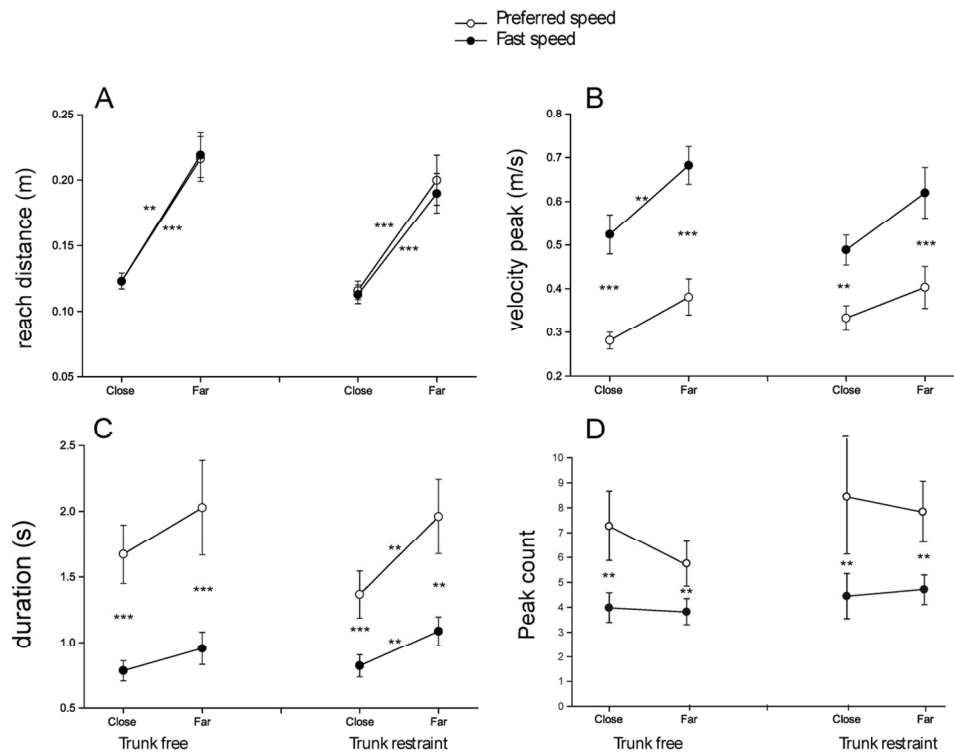 Preferred speed
Fast speed
A
B
reach distance (m)
0.25
0.20
0.15
0.10
0.05
**
***
***
***
Close
Far
Close
Far
velocity peak (m/s)
0.8
0.7
0.6
0.5
0.4
0.3
0.2
**
***
***
***
**
Close
Far
Close
Far
C
D
duration (s)
2.5
2.0
1.5
1.0
0.5
***
***
**
**
***
**
Close
Far
Close
Far
Trunk free
Trunk restraint
Peak count
10
9
8
7
6
5
4
3
2
1
0
**
**
**
**
Close
Far
Close
Far
Trunk free
Trunk restraint